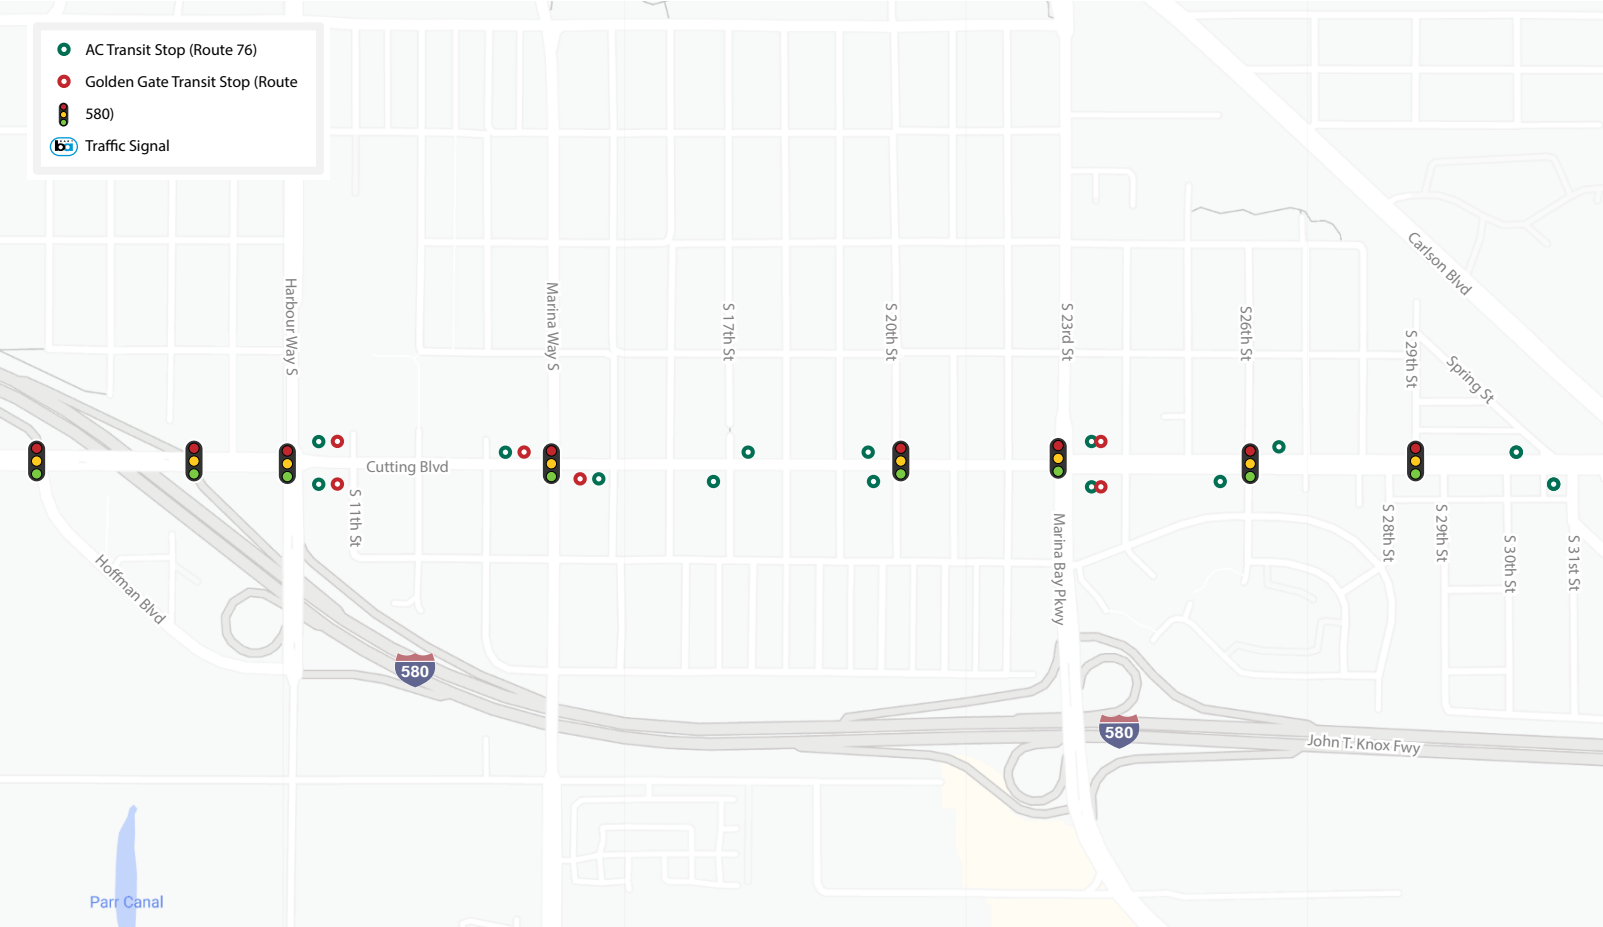 AC Transit Stop (Route 76)
Golden Gate Transit Stop (Route
580)
ba
Traffic Signal
Harbour Way S
Marina Way S
S 17th St
S 20th St
S 23rd St
S26th St
S 29th St
Carlson Blvd
Spring St
Cutting Blvd
S 11th St
Hoffman Blvd
Marina Bay Pkwy
S 28th St
S 29th St
S 30th St
S 31st St
580
580
John T. Knox Fwy
Parr Canal